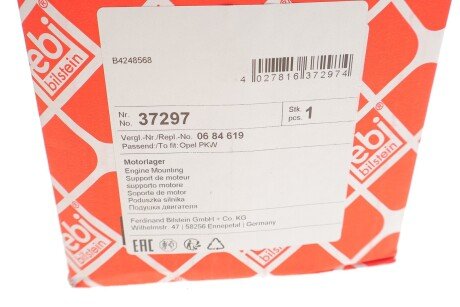 febi
bilstein
B4248568
4 027816 372974
Nr. No. 37297
Stk. pcs. 1
Vergl.-Nr./Repl.-No. 06 84 619
Passend:/To fit: Opel PKW
Motorlager
Engine Mounting
Support de moteur
supporto motore
Soporte de motor
Poduszka silnika
Подушка двигателя
Ferdinand Bilstein GmbH + Co. KG
Wilhelmstr. 47 | 58256 Ennepetal | Germany
EAC
febi
bilstein